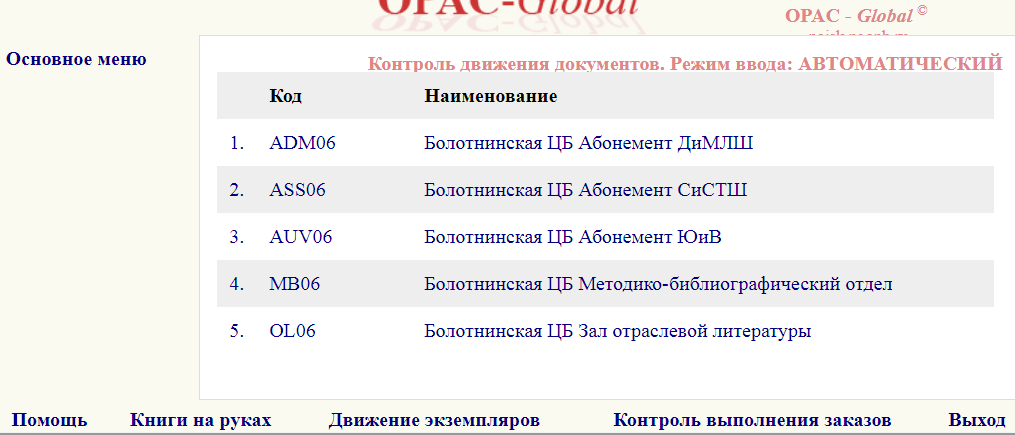 OPAC-Global
OPAC - Global ©
Основное меню
Контроль движения документов. Режим ввода: АВТОМАТИЧЕСКИЙ
Код Наименование
1. ADM06 Болотнинская ЦБ Абонемент ДиМЛШ
2. ASS06 Болотнинская ЦБ Абонемент СиСТШ
3. AUV06 Болотнинская ЦБ Абонемент ЮиВ
4. MB06 Болотнинская ЦБ Методико-библиографический отдел
5. OL06 Болотнинская ЦБ Зал отраслевой литературы
Помощь Книги на руках Движение экземпляров Контроль выполнения заказов Выход